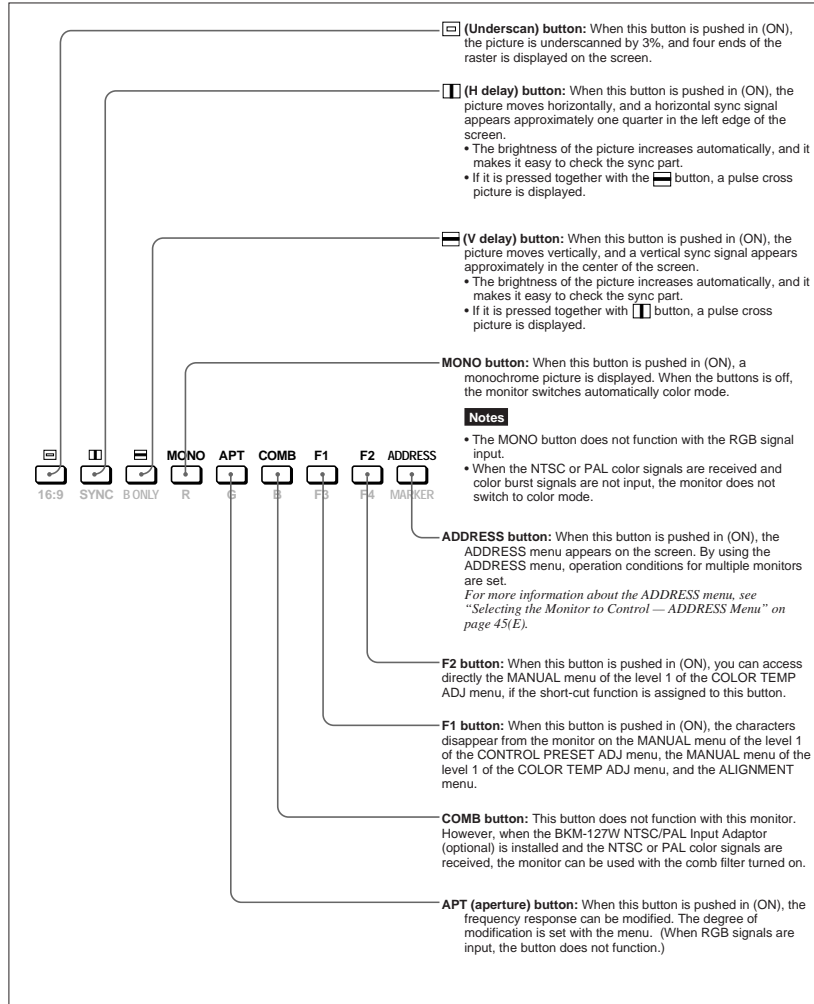 (Underscan) button: When this button is pushed in (ON),
the picture is underscanned by 3%, and four ends of the
raster is displayed on the screen.
(H delay) button: When this button is pushed in (ON), the
picture moves horizontally, and a horizontal sync signal
appears approximately one quarter in the left edge of the
screen.
• The brightness of the picture increases automatically, and it
makes it easy to check the sync part.
• If it is pressed together with the button, a pulse cross
picture is displayed.
(V delay) button: When this button is pushed in (ON), the
picture moves vertically, and a vertical sync signal appears
approximately in the center of the screen.
• The brightness of the picture increases automatically, and it
makes it easy to check the sync part.
• If it is pressed together with button, a pulse cross
picture is displayed.
MONO button: When this button is pushed in (ON), a
monochrome picture is displayed. When the buttons is off,
the monitor switches automatically color mode.
Notes
• The MONO button does not function with the RGB signal
input.
• When the NTSC or PAL color signals are received and
color burst signals are not input, the monitor does not
switch to color mode.
MONO APT COMB F1 F2 ADDRESS
16:9 SYNC B ONLY R G B F3 F4 MARKER
ADDRESS button: When this button is pushed in (ON), the
ADDRESS menu appears on the screen. By using the
ADDRESS menu, operation conditions for multiple monitors
are set.
For more information about the ADDRESS menu, see
“Selecting the Monitor to Control — ADDRESS Menu” on
page 45(E).
F2 button: When this button is pushed in (ON), you can access
directly the MANUAL menu of the level 1 of the COLOR TEMP
ADJ menu, if the short-cut function is assigned to this button.
F1 button: When this button is pushed in (ON), the characters
disappear from the monitor on the MANUAL menu of the level 1
of the CONTROL PRESET ADJ menu, the MANUAL menu of the
level 1 of the COLOR TEMP ADJ menu, and the ALIGNMENT
menu.
COMB button: This button does not function with this monitor.
However, when the BKM-127W NTSC/PAL Input Adaptor
(optional) is installed and the NTSC or PAL color signals are
received, the monitor can be used with the comb filter turned on.
APT (aperture) button: When this button is pushed in (ON), the
frequency response can be modified. The degree of
modification is set with the menu. (When RGB signals are
input, the button does not function.)